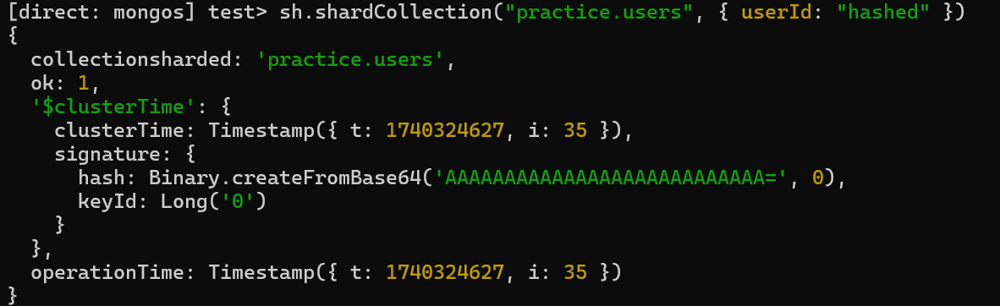 [direct: mongos] test> sh.shardCollection("practice.users", { userId: "hashed" })
{
  collectionsharded: 'practice.users',
  ok: 1,
  '$clusterTime': {
    clusterTime: Timestamp({ t: 1740324627, i: 35 }),
    signature: {
      hash: Binary.createFromBase64('AAAAAAAAAAAAAAAAAAAAAAAAAAA=', 0),
      keyId: Long('0')
    }
  },
  operationTime: Timestamp({ t: 1740324627, i: 35 })
}